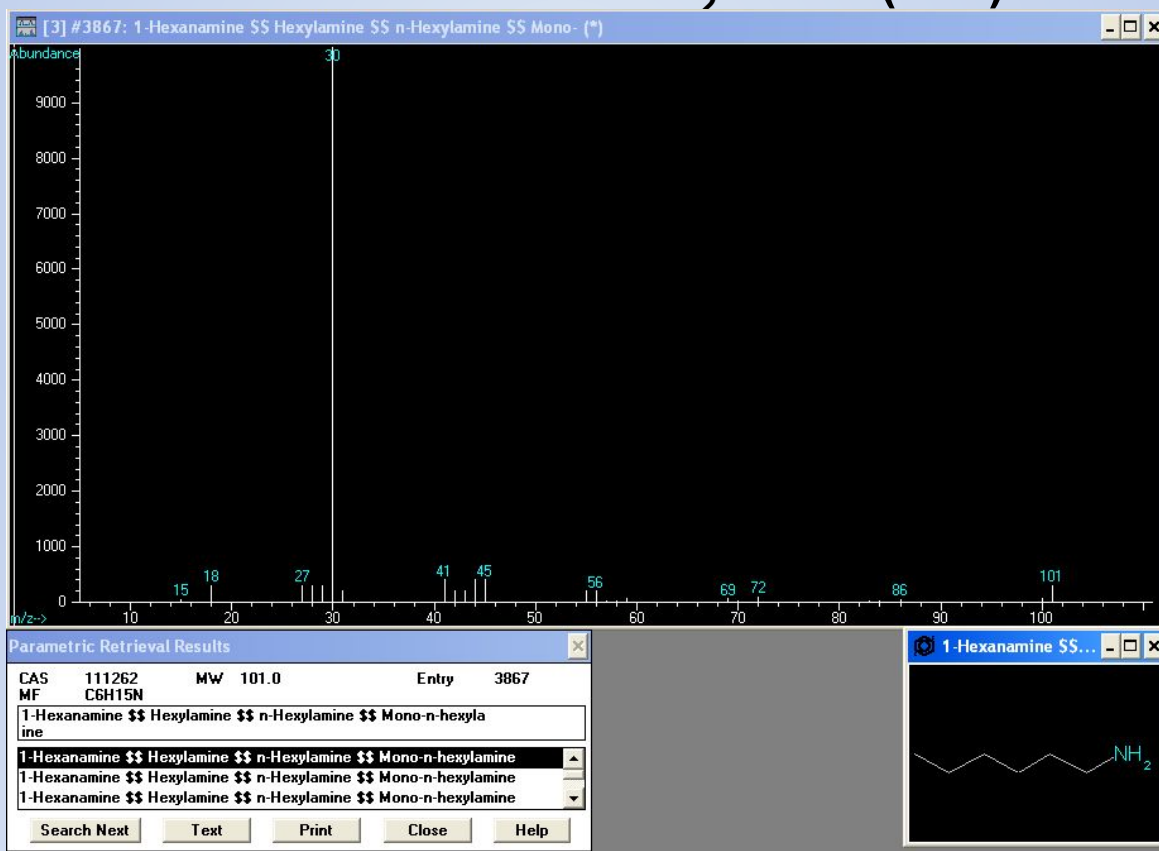 [3] #3867: 1-Hexanamine $$ Hexylamine $$ n-Hexylamine $$ Mono- (*)
Abundance
30
9000
8000
7000
6000
5000
4000
3000
2000
1000
0
15 18 27 41 45 56 69 72 86 101
m/z-->
10 20 30 40 50 60 70 80 90 100
Parametric Retrieval Results
CAS 111262 MW 101.0 Entry 3867
MF C6H15N
1-Hexanamine $$ Hexylamine $$ n-Hexylamine $$ Mono-n-hexyla
ine
1-Hexanamine $$ Hexylamine $$ n-Hexylamine $$ Mono-n-hexylamine
1-Hexanamine $$ Hexylamine $$ n-Hexylamine $$ Mono-n-hexylamine
1-Hexanamine $$ Hexylamine $$ n-Hexylamine $$ Mono-n-hexylamine
Search Next Text Print Close Help
1-Hexanamine $$...
NH2